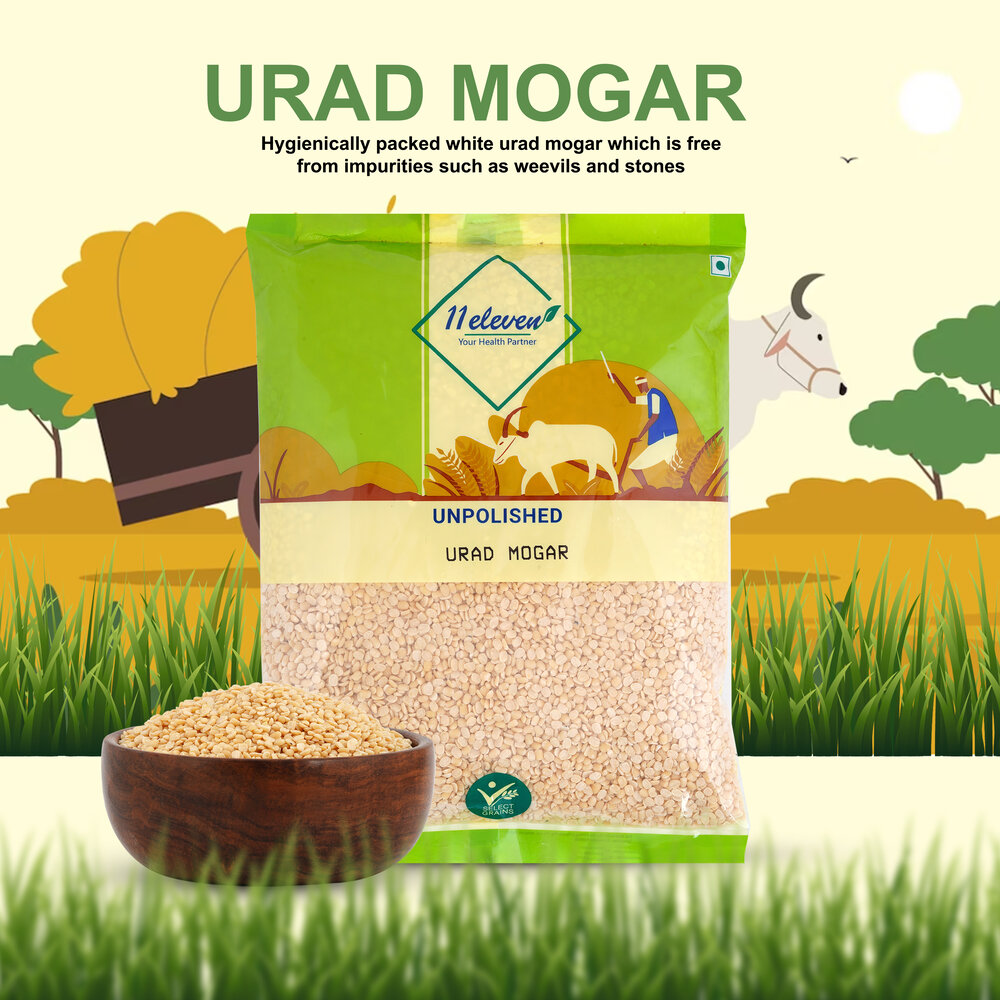 URAD MOGAR
Hygienically packed white urad mogar which is free
from impurities such as weevils and stones
11eleven
Your Health Partner
UNPOLISHED
URAD MOGAR
SELECT
GRAINS